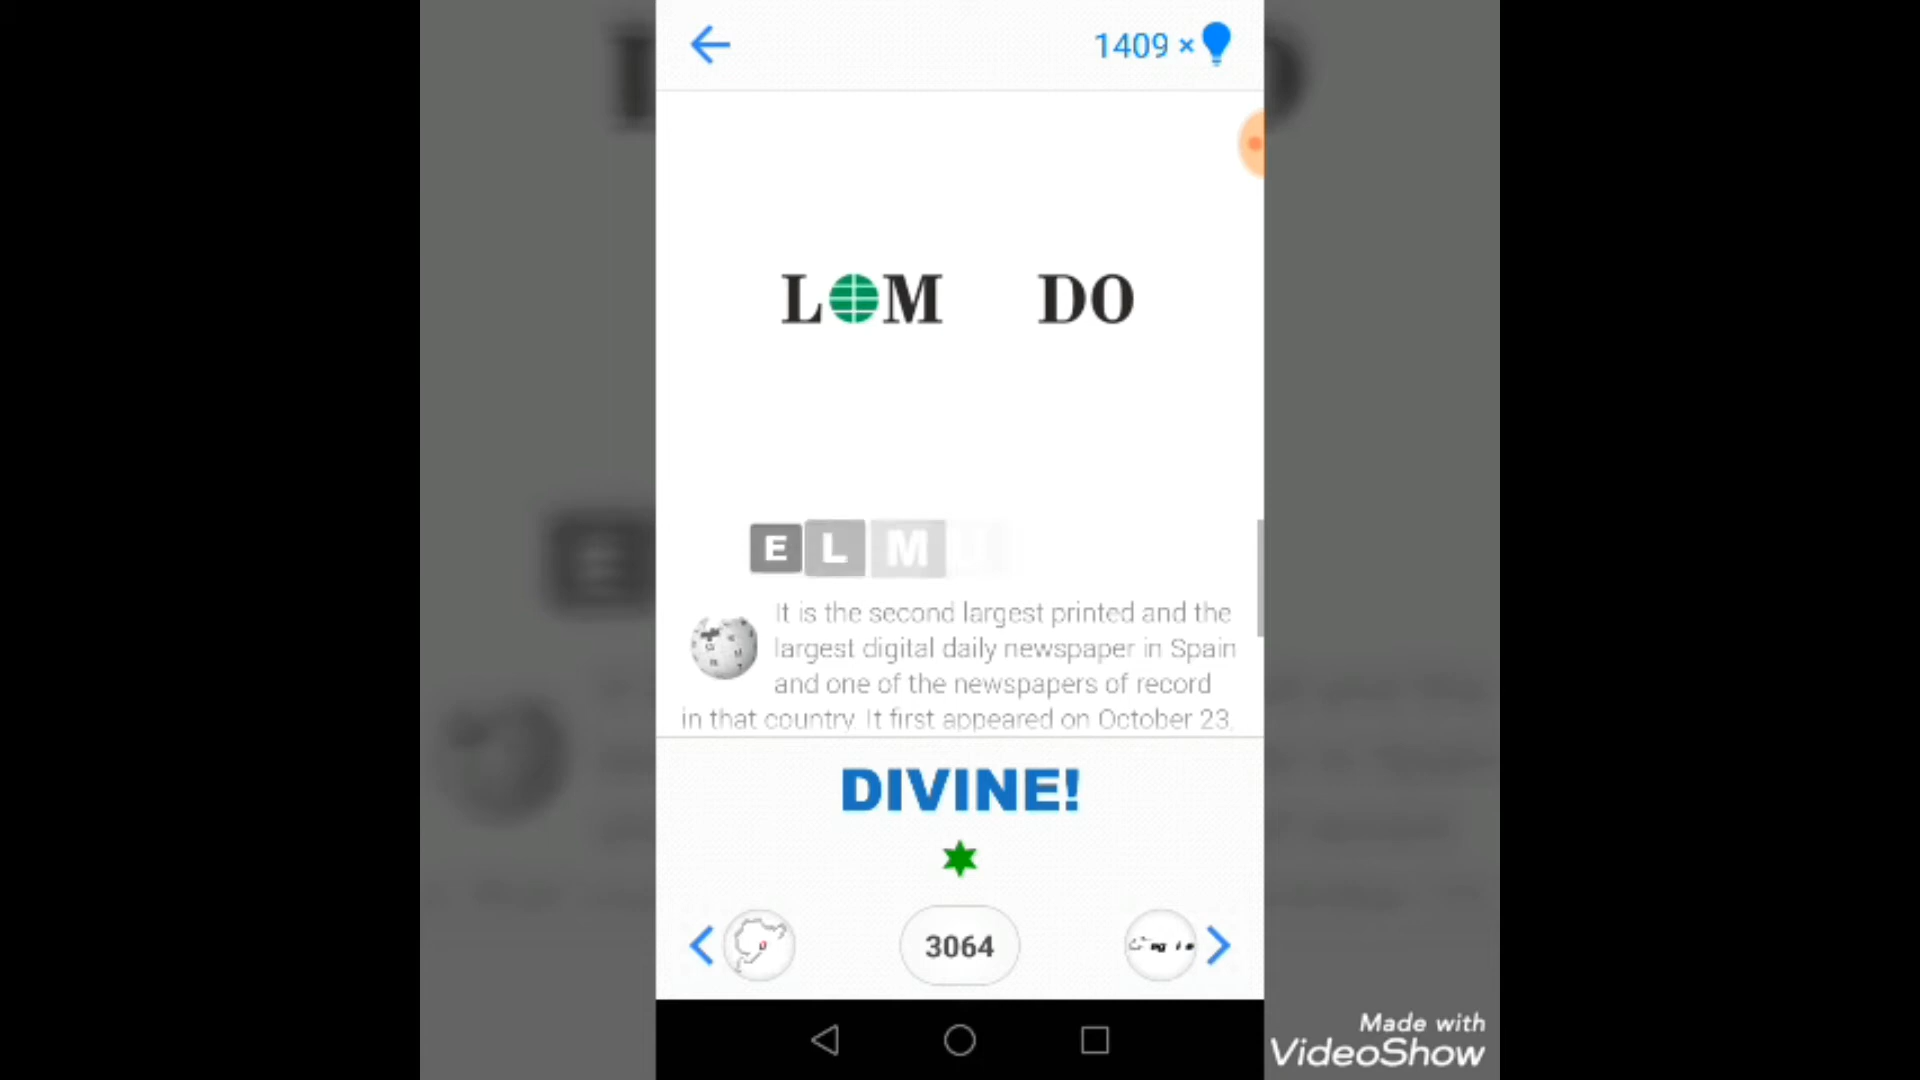 1409 ×
L M DO
E L M
It is the second largest printed and the
largest digital daily newspaper in Spain
and one of the newspapers of record
in that country. It first appeared on October 23,
DIVINE!
3064
Made with
VideoShow